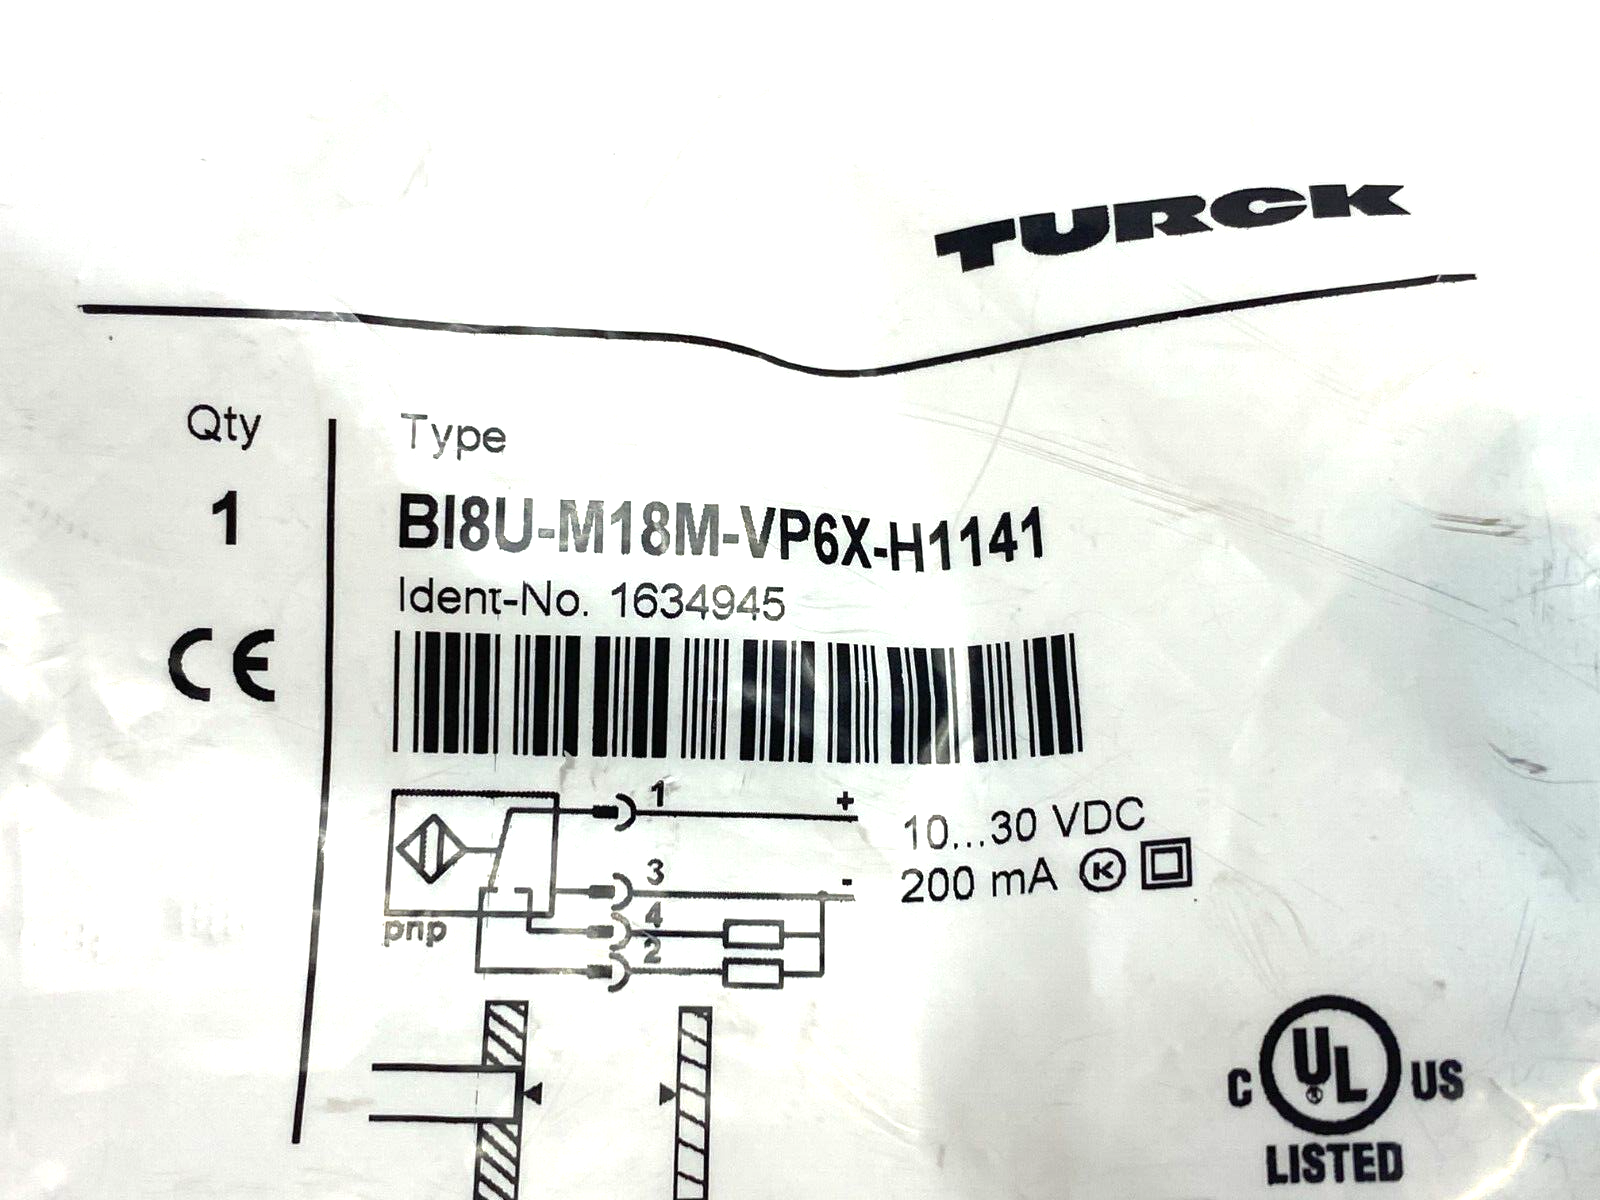 TURCK
Qty
Type
1
BI8U-M18M-VP6X-H1141
Ident-No. 1634945
CE
1
+
10...30 VDC
3
-
200 mA K
4
pnp
2
UL
®
C US
LISTED